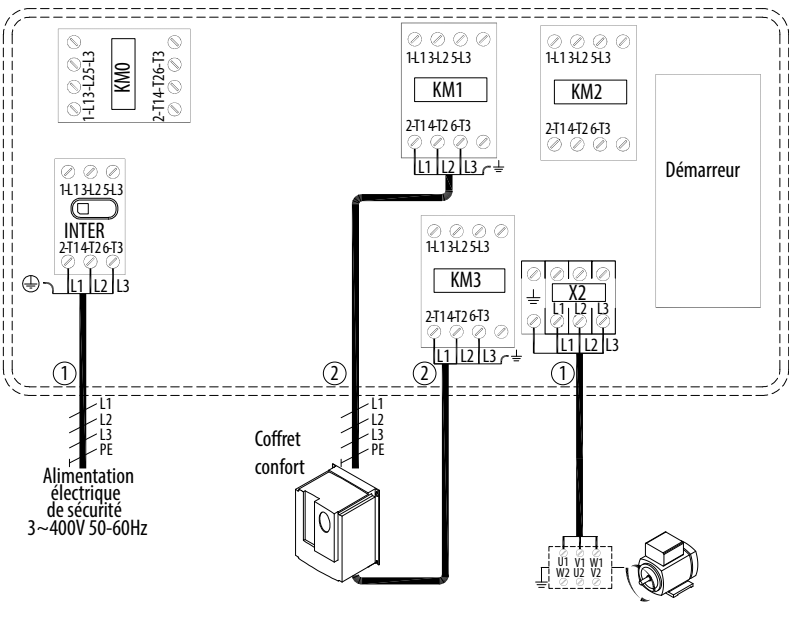 1-L1 3-L2 5-L3
KM0
2-T1 4-T2 6-T3
1-L1 3-L2 5-L3
KM1
2-T1 4-T2 6-T3
L1 L2 L3
1-L1 3-L2 5-L3
KM2
2-T1 4-T2 6-T3
Démarreur
1-L1 3-L2 5-L3
INTER
2-T1 4-T2 6-T3
L1 L2 L3
1-L1 3-L2 5-L3
KM3
2-T1 4-T2 6-T3
L1 L2 L3
X2
L1 L2 L3
L1 L2 L3
1
2
2
1
L1
L2
L3
PE
Alimentation
électrique
de sécurité
3~400V 50-60Hz
L1
L2
L3
PE
Coffret
confort
U1 V1 W1
W2 U2 V2